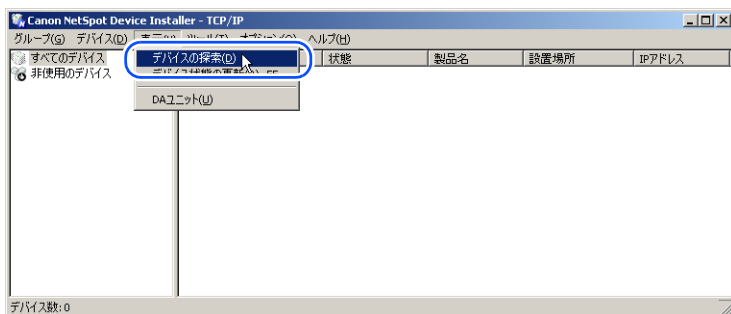 Canon NetSpot Device Installer - TCP/IP
グループ(G) デバイス(D) ヘルプ(H)
すべてのデバイス デバイスの探索(D) 状態 製品名 設置場所 IPアドレス
非使用のデバイス
DAユニット(U)
デバイス数: 0